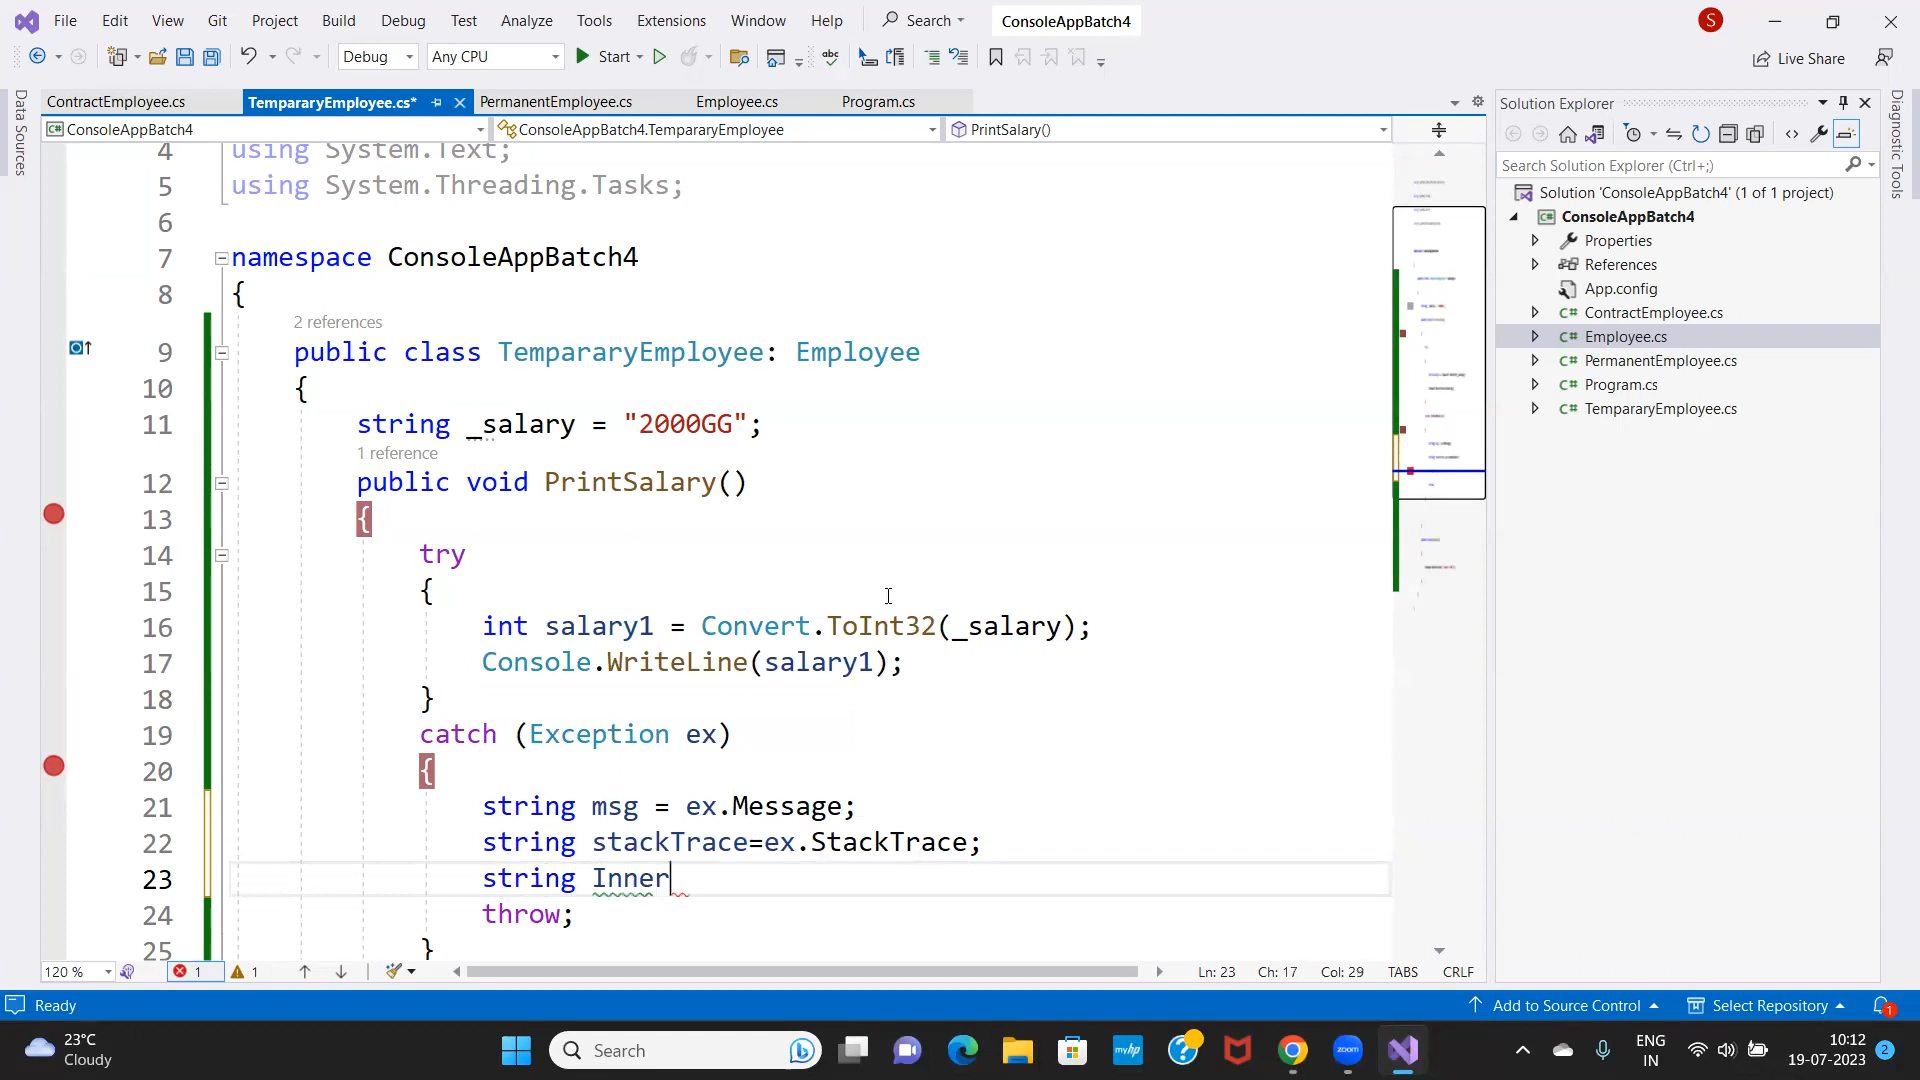 File Edit View Git Project Build Debug Test Analyze Tools Extensions Window Help Search ConsoleAppBatch4 S
Debug Any CPU Start Live Share
Data Sources
ContractEmployee.cs TempararyEmployee.cs* PermanentEmployee.cs Employee.cs Program.cs
ConsoleAppBatch4 ConsoleAppBatch4.TempararyEmployee PrintSalary()
4 using System.Text;
5 using System.Threading.Tasks;
6
7 namespace ConsoleAppBatch4
8 {
2 references
9 public class TempararyEmployee: Employee
10 {
11 string _salary = "2000GG";
1 reference
12 public void PrintSalary()
13 {
14 try
15 {
16 int salary1 = Convert.ToInt32(_salary);
17 Console.WriteLine(salary1);
18 }
19 catch (Exception ex)
20 {
21 string msg = ex.Message;
22 string stackTrace=ex.StackTrace;
23 string Inner
24 throw;
25 }
120 % 1 1 Ln: 23 Ch: 17 Col: 29 TABS CRLF
Solution Explorer
Search Solution Explorer (Ctrl+;)
Solution 'ConsoleAppBatch4' (1 of 1 project)
ConsoleAppBatch4
Properties
References
App.config
C# ContractEmployee.cs
C# Employee.cs
C# PermanentEmployee.cs
C# Program.cs
C# TempararyEmployee.cs
Diagnostic Tools
Ready Add to Source Control Select Repository 1
23°C
Cloudy
Search
myhp
zoom
ENG
IN
10:12
19-07-2023
2